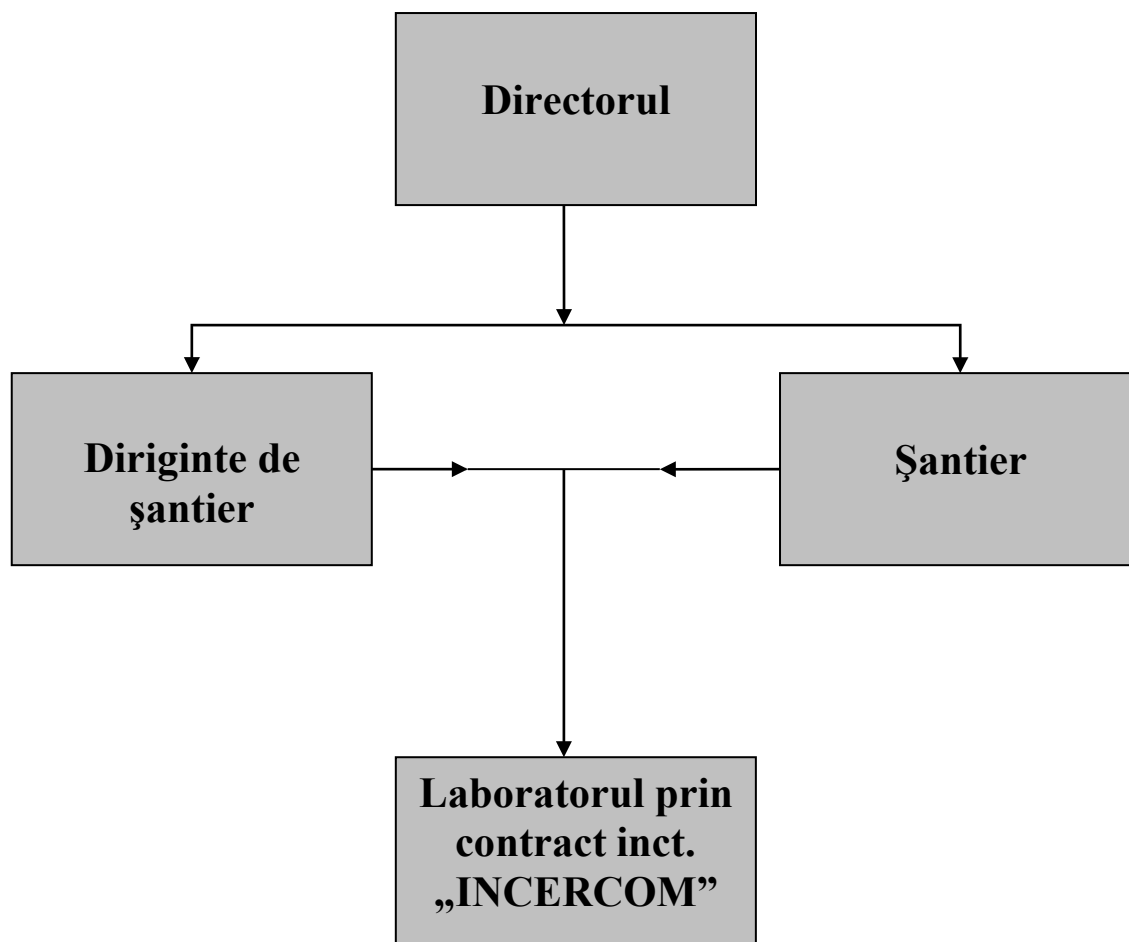 Directorul
Diriginte de
şantier
Şantier
Laboratorul prin
contract inct.
„INCERCOM”